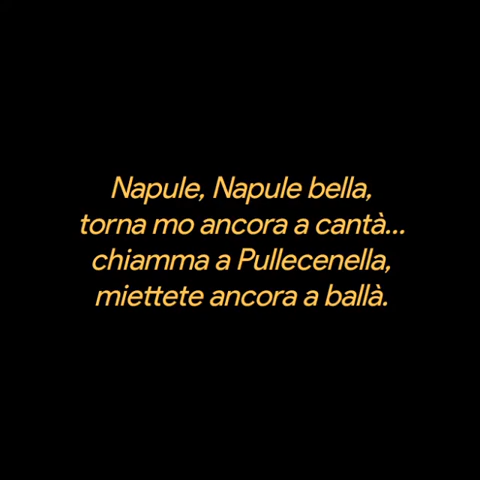 Napule, Napule bella,
torna mo ancora a cantà...
chiamma a Pullecenella,
miettete ancora a ballà.